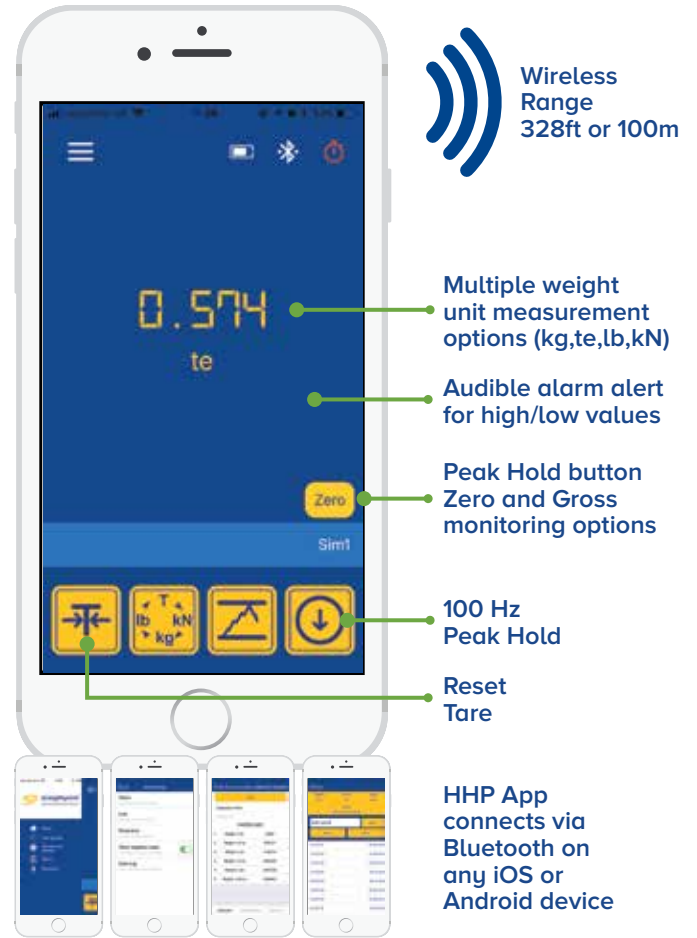 Wireless
Range
328ft or 100m
0.574
te
Multiple weight
unit measurement
options (kg,te,lb,kN)
Audible alarm alert
for high/low values
Zero
Peak Hold button
Zero and Gross
monitoring options
Sim1
T
lb kN
kg
100 Hz
Peak Hold
Reset
Tare
HHP App
connects via
Bluetooth on
any iOS or
Android device